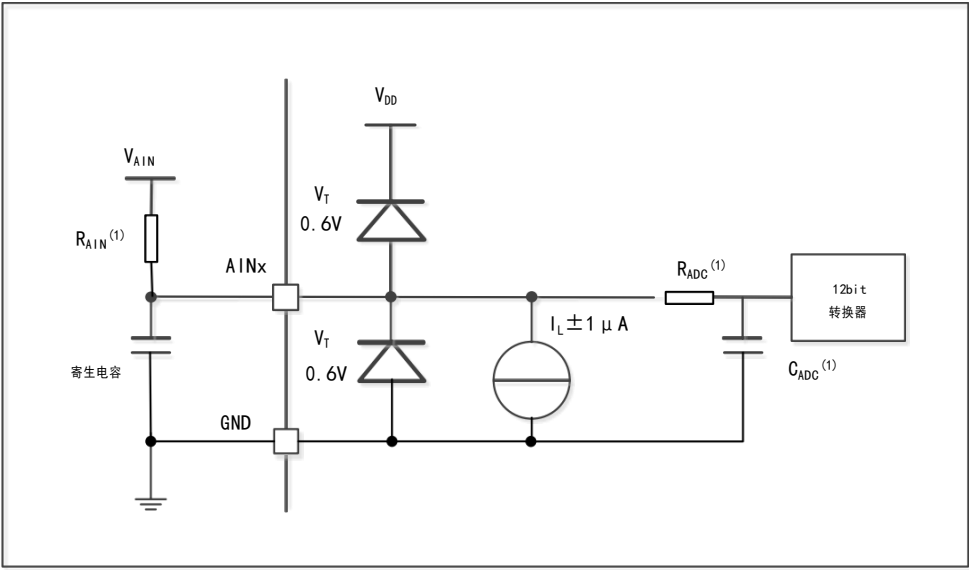 VDD
VAIN
VT
0.6V
RAIN(1)
AINx
RADC(1)
12bit
转换器
IL±1μA
VT
0.6V
寄生电容
CADC(1)
GND